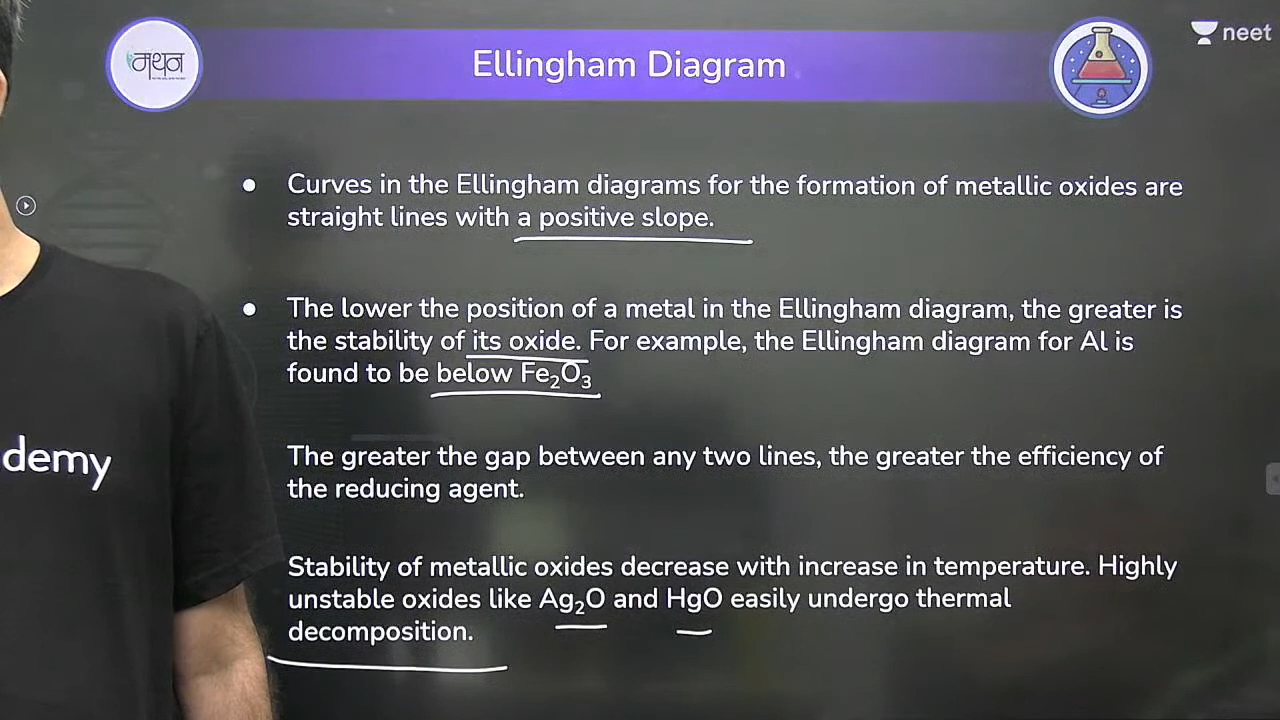 मंथन
Ellingham Diagram
neet
Curves in the Ellingham diagrams for the formation of metallic oxides are
straight lines with a positive slope.
The lower the position of a metal in the Ellingham diagram, the greater is
the stability of its oxide. For example, the Ellingham diagram for Al is
found to be below Fe₂O₃
demy
The greater the gap between any two lines, the greater the efficiency of
the reducing agent.
Stability of metallic oxides decrease with increase in temperature. Highly
unstable oxides like Ag₂O and HgO easily undergo thermal
decomposition.